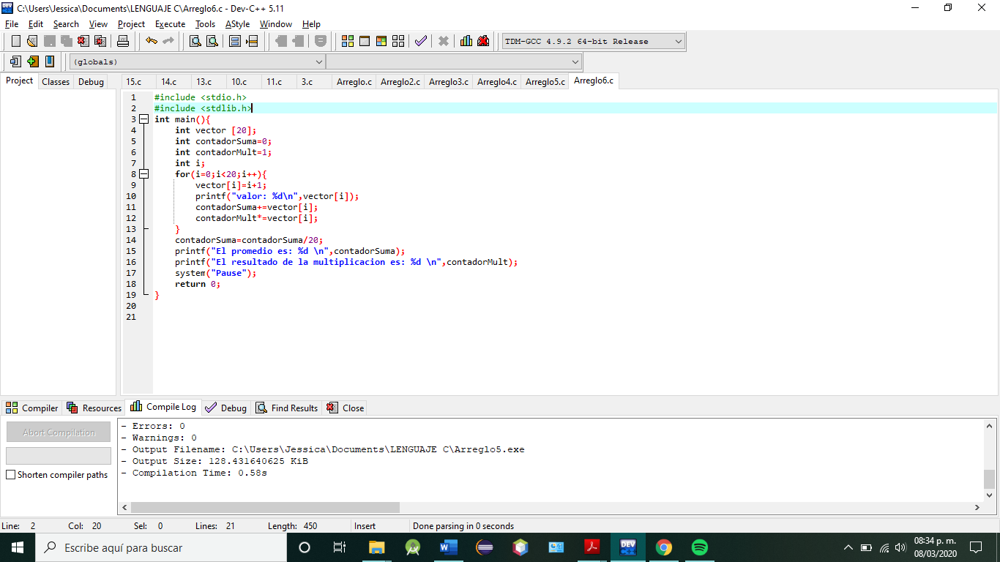 C:\Users\Jessica\Documents\LENGUAJE C\Arreglo6.c - Dev-C++ 5.11
File Edit Search View Project Execute Tools AStyle Window Help
TDM-GCC 4.9.2 64-bit Release
(globals)
Project Classes Debug 15.c 14.c 13.c 10.c 11.c 3.c Arreglo.c Arreglo2.c Arreglo3.c Arreglo4.c Arreglo5.c Arreglo6.c
1 #include <stdio.h>
2 #include <stdlib.h>
3 int main(){
4 int vector [20];
5 int contadorSuma=0;
6 int contadorMult=1;
7 int i;
8 for(i=0;i<20;i++){
9 vector[i]=i+1;
10 printf("valor: %d\n",vector[i]);
11 contadorSuma+=vector[i];
12 contadorMult*=vector[i];
13 }
14 contadorSuma=contadorSuma/20;
15 printf("El promedio es: %d \n",contadorSuma);
16 printf("El resultado de la multiplicacion es: %d \n",contadorMult);
17 system("Pause");
18 return 0;
19 }
20
21
Compiler Resources Compile Log Debug Find Results Close
Abort Compilation
Shorten compiler paths
- Errors: 0
- Warnings: 0
- Output Filename: C:\Users\Jessica\Documents\LENGUAJE C\Arreglo5.exe
- Output Size: 128.431640625 KiB
- Compilation Time: 0.58s
Line: 2 Col: 20 Sel: 0 Lines: 21 Length: 450 Insert Done parsing in 0 seconds
Escribe aquí para buscar
08:34 p. m.
08/03/2020